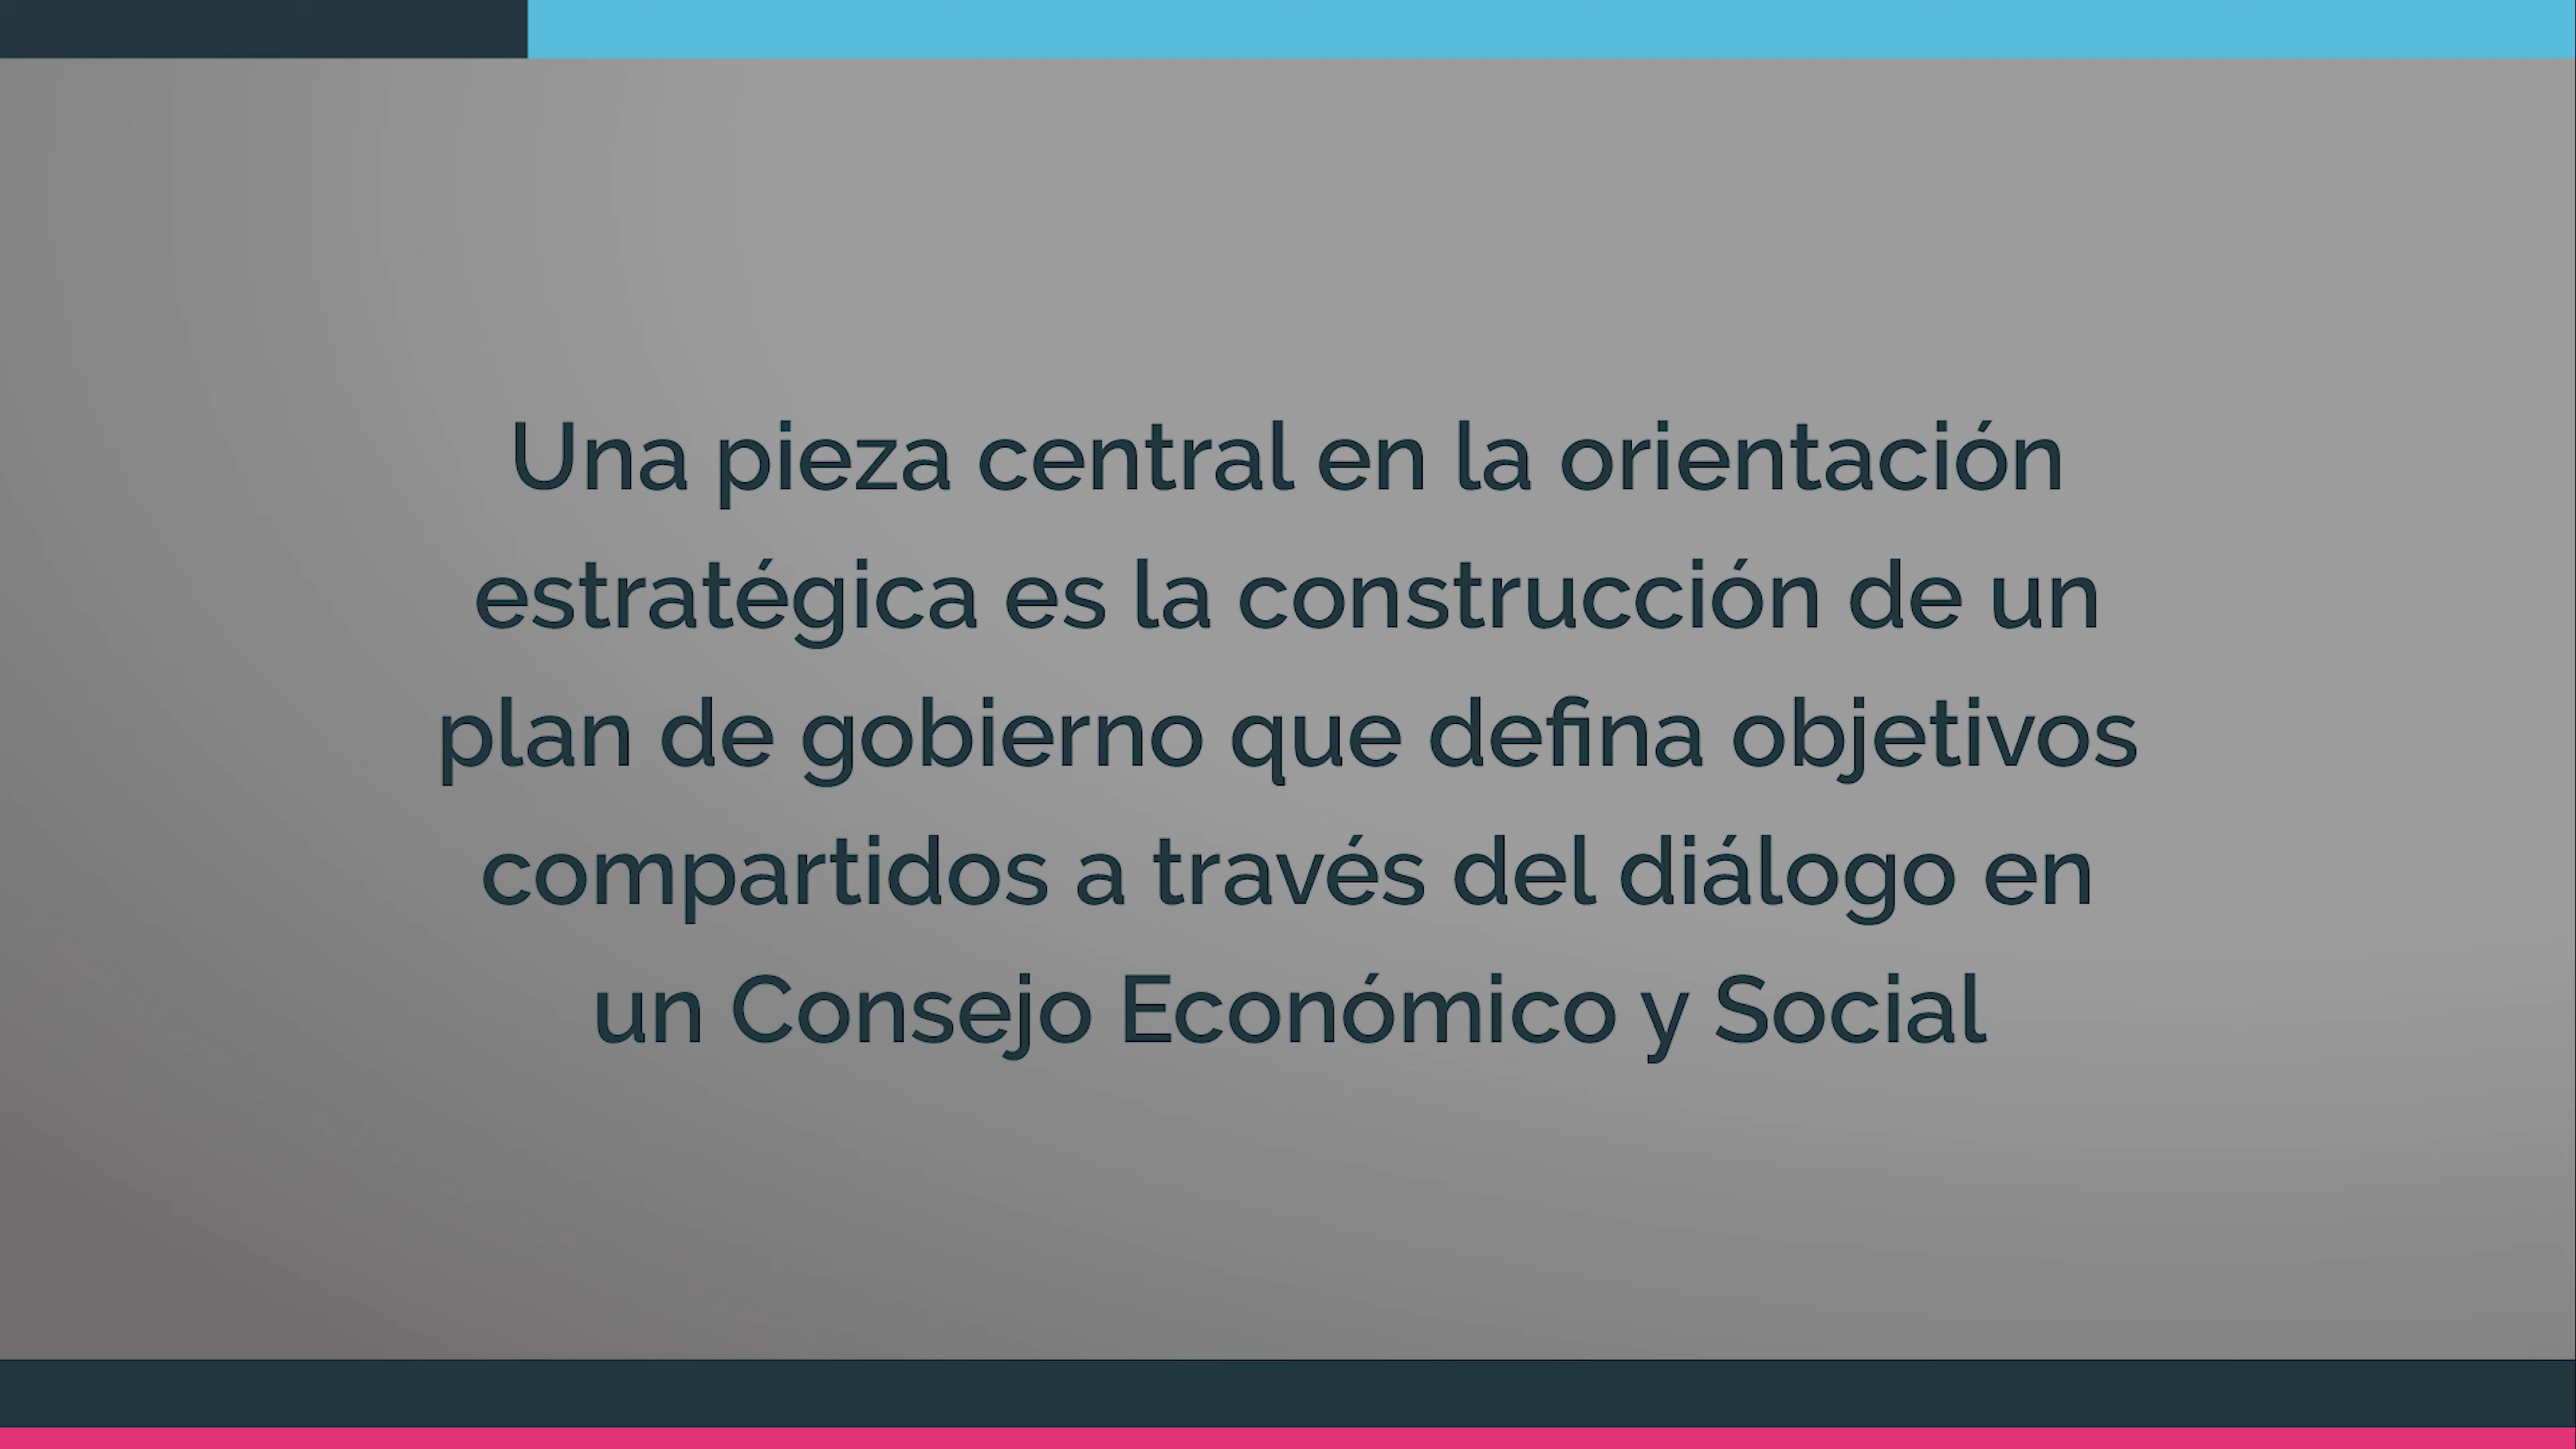 Una pieza central en la orientación
estratégica es la construcción de un
plan de gobierno que defina objetivos
compartidos a través del diálogo en
un Consejo Económico y Social